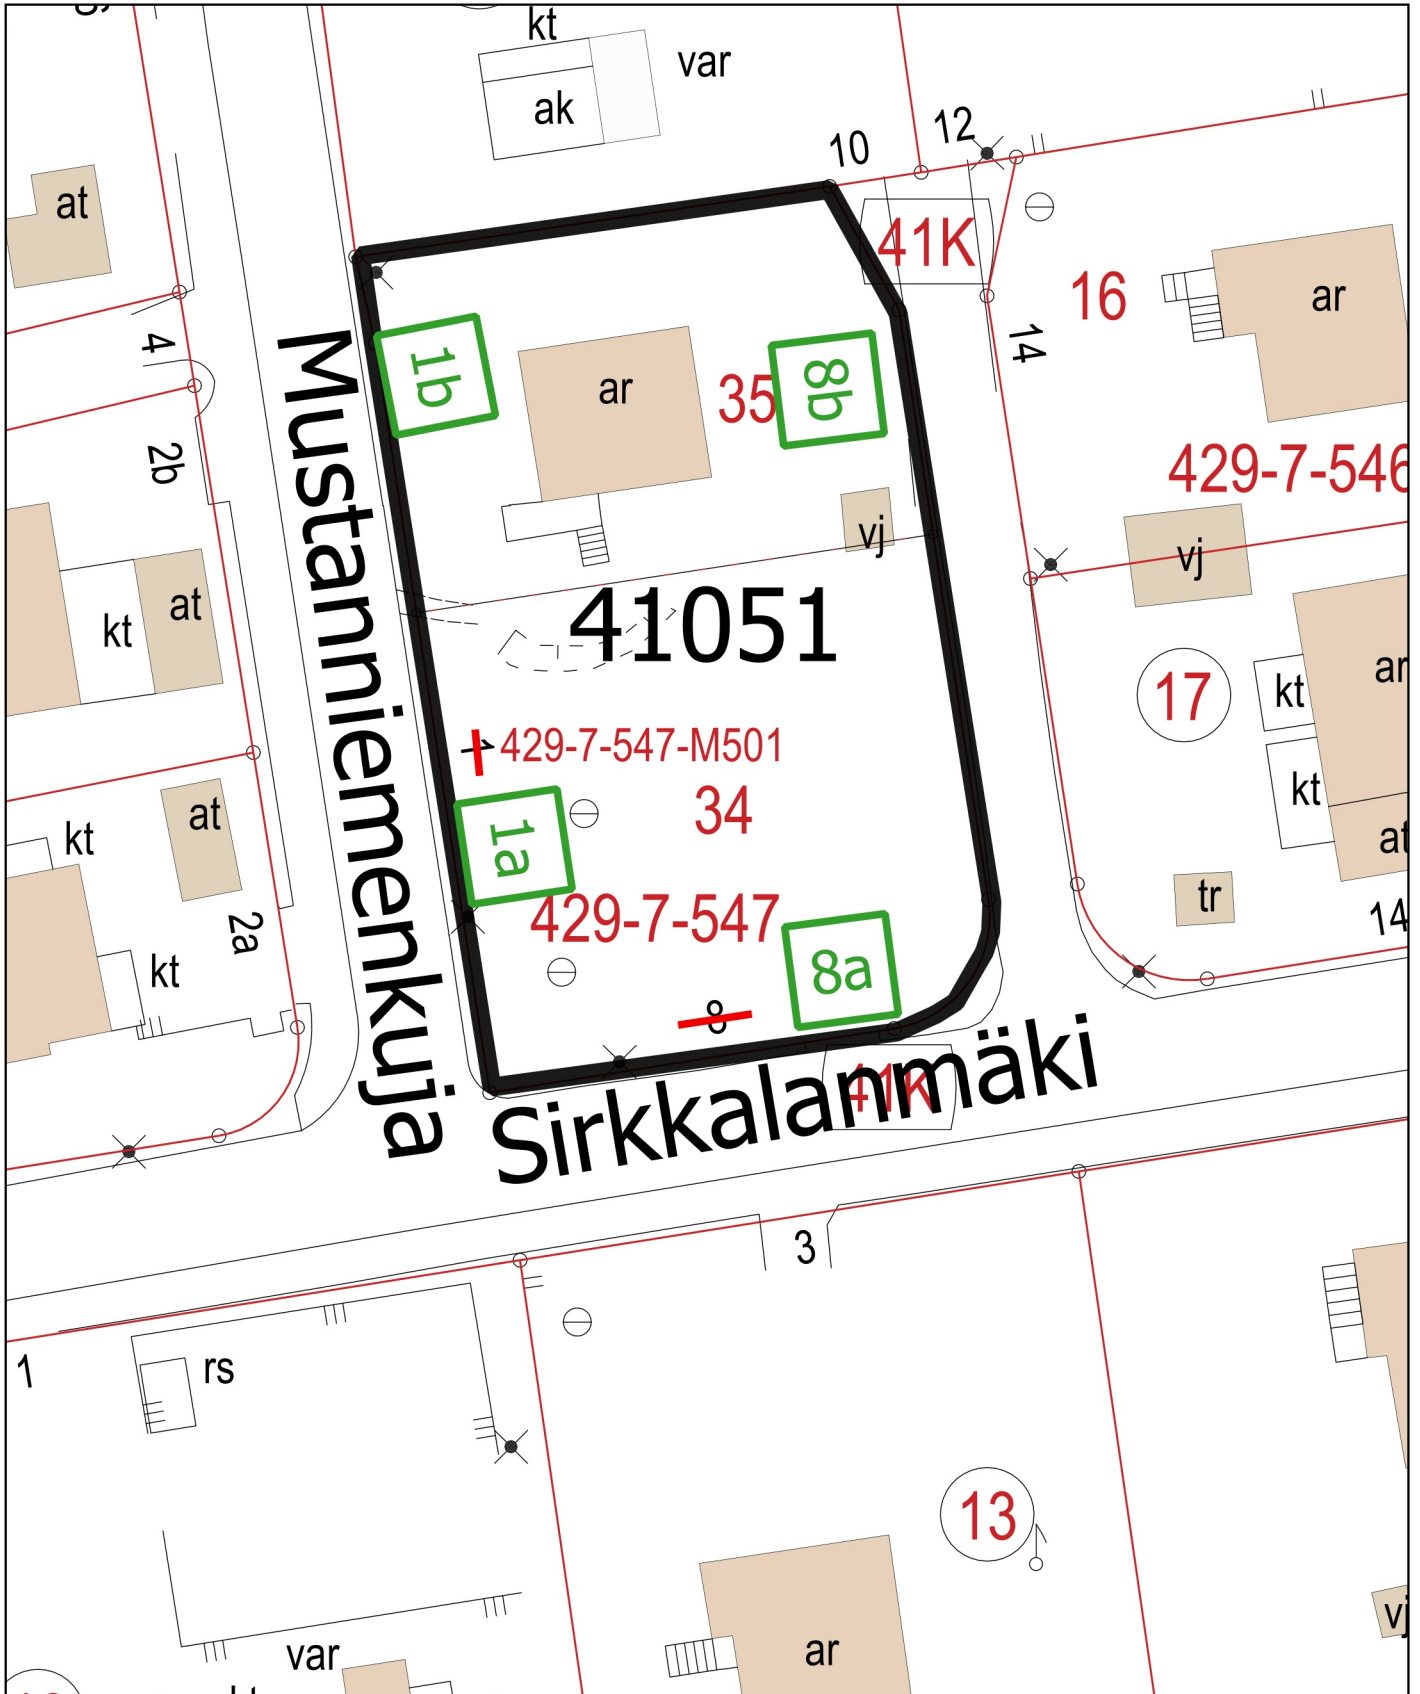 kt
var
ak
10
12
at
41K
16
ar
4
14
1b
ar
35
8b
2b
429-7-546
vj
vj
Mustanniemenkuja
41051
at
kt
ar
17
kt
1
429-7-547-M501
kt
34
at
kt
1a
at
429-7-547
tr
14
2a
kt
8a
8
Sirkkalanmäki
41K
3
1
rs
13
vj
ar
var